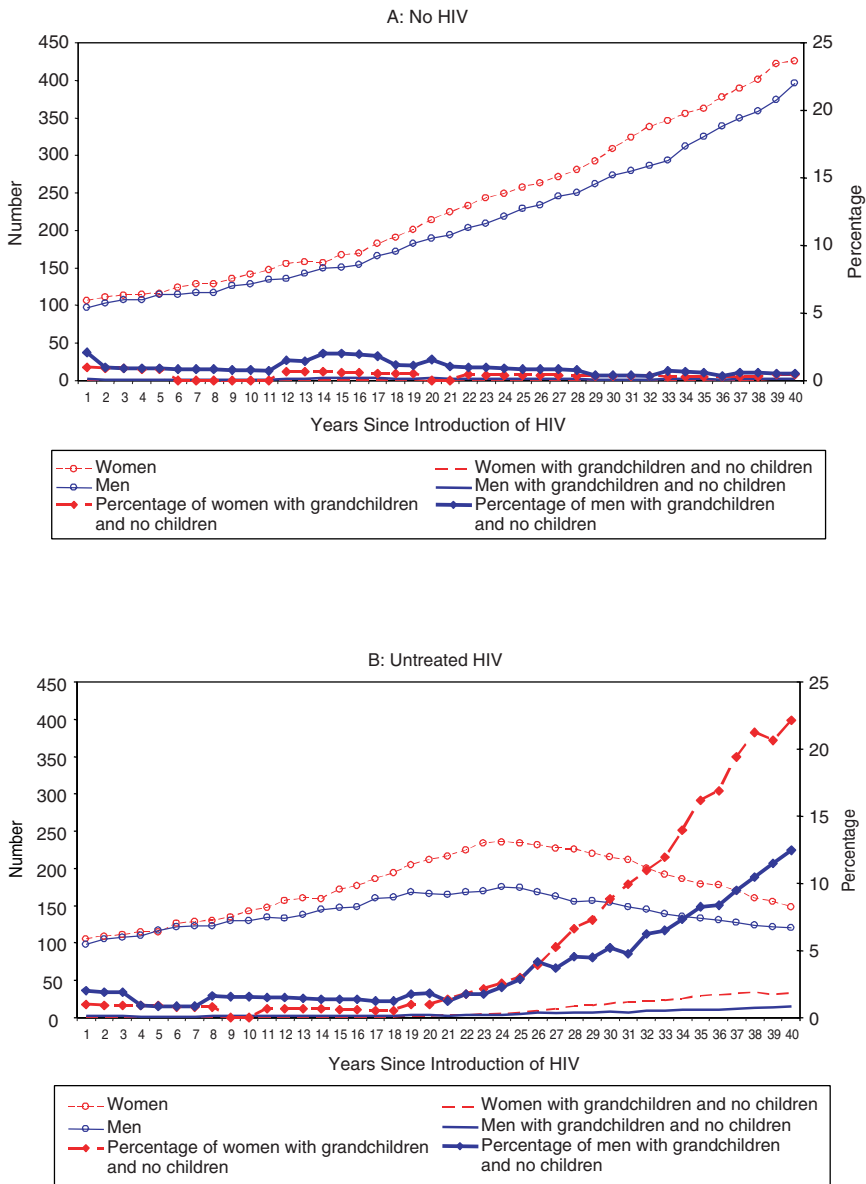 A: No HIV
450
400
350
300
250
200
150
100
50
0
Number
25
20
15
10
5
0
Percentage
1 2 3 4 5 6 7 8 9 10 11 12 13 14 15 16 17 18 19 20 21 22 23 24 25 26 27 28 29 30 31 32 33 34 35 36 37 38 39 40
Years Since Introduction of HIV
Women
Men
Percentage of women with grandchildren
and no children
Women with grandchildren and no children
Men with grandchildren and no children
Percentage of men with grandchildren
and no children
B: Untreated HIV
450
400
350
300
250
200
150
100
50
0
Number
25
20
15
10
5
0
Percentage
1 2 3 4 5 6 7 8 9 10 11 12 13 14 15 16 17 18 19 20 21 22 23 24 25 26 27 28 29 30 31 32 33 34 35 36 37 38 39 40
Years Since Introduction of HIV
Women
Men
Percentage of women with grandchildren
and no children
Women with grandchildren and no children
Men with grandchildren and no children
Percentage of men with grandchildren
and no children